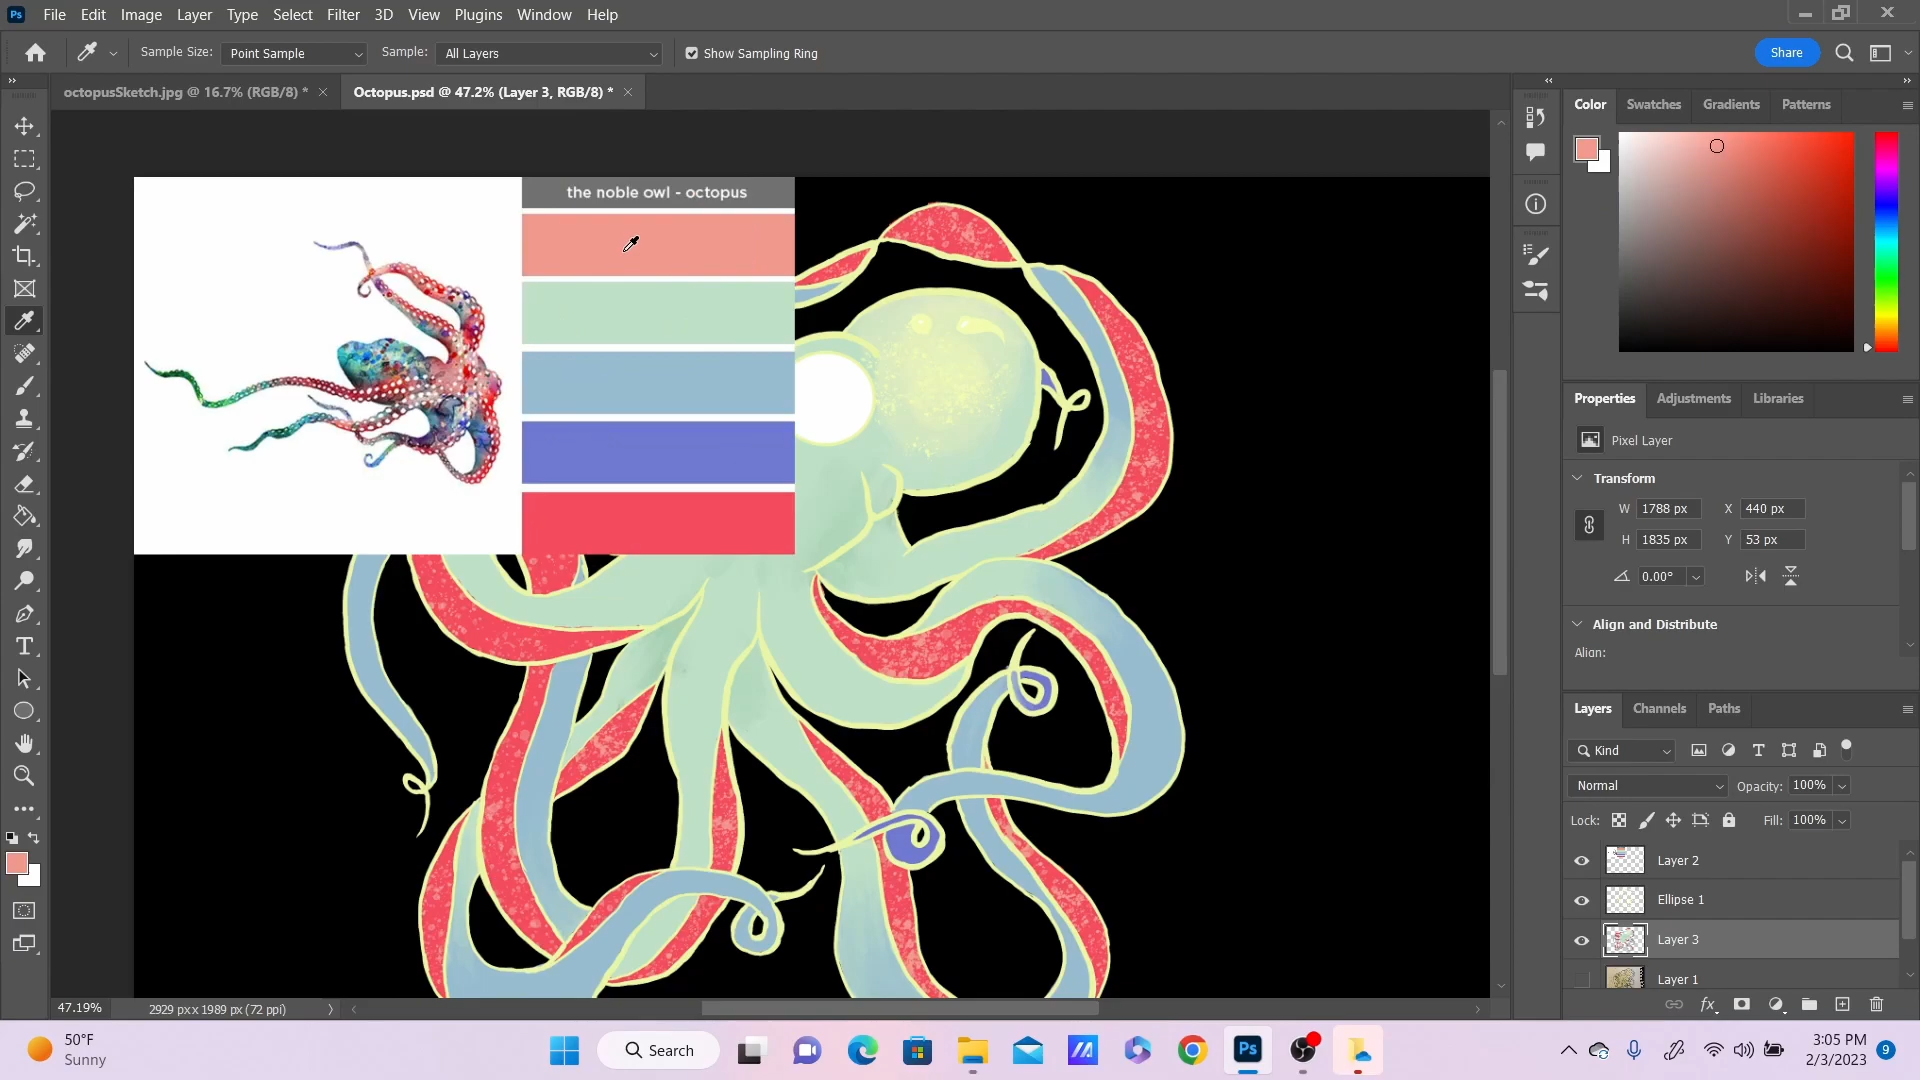 Ps File Edit Image Layer Type Select Filter 3D View Plugins Window Help
Sample Size: Point Sample Sample: All Layers Show Sampling Ring Share
octopusSketch.jpg @ 16.7% (RGB/8) * Octopus.psd @ 47.2% (Layer 3, RGB/8) *
Color Swatches Gradients Patterns
the noble owl - octopus
Properties Adjustments Libraries
Pixel Layer
Transform
W 1788 px X 440 px
H 1835 px Y 53 px
0.00°
Align and Distribute
Align:
Layers Channels Paths
Kind
Normal Opacity: 100%
Lock: Fill: 100%
Layer 2
Ellipse 1
Layer 3
Layer 1
fx
47.19% 2929 px x 1989 px (72 ppi)
50°F
Sunny
Search
Ps
3:05 PM
2/3/2023
9